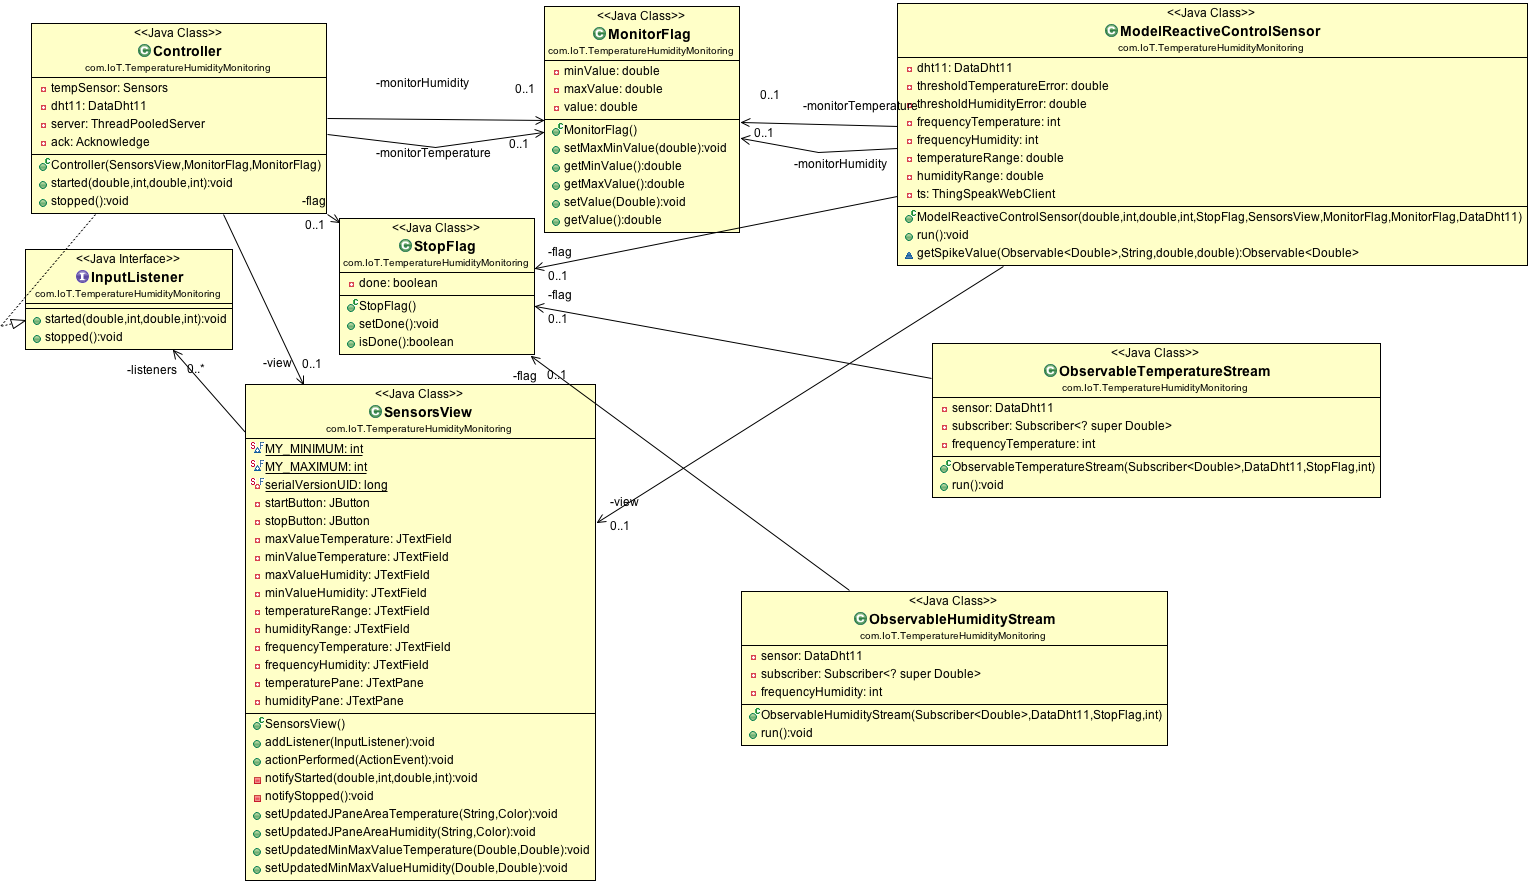 <<Java Class>>
Controller
com.IoT.TemperatureHumidityMonitoring
tempSensor: Sensors
dht11: DataDht11
server: ThreadPooledServer
ack: Acknowledge
Controller(SensorsView,MonitorFlag,MonitorFlag)
started(double,int,double,int):void
stopped():void
-monitorHumidity
0..1
-monitorTemperature
0..1
<<Java Class>>
MonitorFlag
com.IoT.TemperatureHumidityMonitoring
minValue: double
maxValue: double
value: double
MonitorFlag()
setMaxMinValue(double):void
getMinValue():double
getMaxValue():double
setValue(Double):void
getValue():double
0..1
-monitorTemperature
0..1
-monitorHumidity
<<Java Class>>
ModelReactiveControlSensor
com.IoT.TemperatureHumidityMonitoring
dht11: DataDht11
thresholdTemperatureError: double
thresholdHumidityError: double
frequencyTemperature: int
frequencyHumidity: int
temperatureRange: double
humidityRange: double
ts: ThingSpeakWebClient
ModelReactiveControlSensor(double,int,double,int,StopFlag,SensorsView,MonitorFlag,MonitorFlag,DataDht11)
run():void
getSpikeValue(Observable<Double>,String,double,double):Observable<Double>
-flag
0..1
<<Java Class>>
StopFlag
com.IoT.TemperatureHumidityMonitoring
done: boolean
StopFlag()
setDone():void
isDone():boolean
-flag
0..1
-flag
0..1
-flag
0..1
<<Java Interface>>
InputListener
com.IoT.TemperatureHumidityMonitoring
started(double,int,double,int):void
stopped():void
-listeners
0..*
-view
0..1
<<Java Class>>
ObservableTemperatureStream
com.IoT.TemperatureHumidityMonitoring
sensor: DataDht11
subscriber: Subscriber<? super Double>
frequencyTemperature: int
ObservableTemperatureStream(Subscriber<Double>,DataDht11,StopFlag,int)
run():void
<<Java Class>>
SensorsView
com.IoT.TemperatureHumidityMonitoring
MY_MINIMUM: int
MY_MAXIMUM: int
serialVersionUID: long
startButton: JButton
stopButton: JButton
maxValueTemperature: JTextField
minValueTemperature: JTextField
maxValueHumidity: JTextField
minValueHumidity: JTextField
temperatureRange: JTextField
humidityRange: JTextField
frequencyTemperature: JTextField
frequencyHumidity: JTextField
temperaturePane: JTextPane
humidityPane: JTextPane
SensorsView()
addListener(InputListener):void
actionPerformed(ActionEvent):void
notifyStarted(double,int,double,int):void
notifyStopped():void
setUpdatedJPaneAreaTemperature(String,Color):void
setUpdatedJPaneAreaHumidity(String,Color):void
setUpdatedMinMaxValueTemperature(Double,Double):void
setUpdatedMinMaxValueHumidity(Double,Double):void
-view
0..1
<<Java Class>>
ObservableHumidityStream
com.IoT.TemperatureHumidityMonitoring
sensor: DataDht11
subscriber: Subscriber<? super Double>
frequencyHumidity: int
ObservableHumidityStream(Subscriber<Double>,DataDht11,StopFlag,int)
run():void